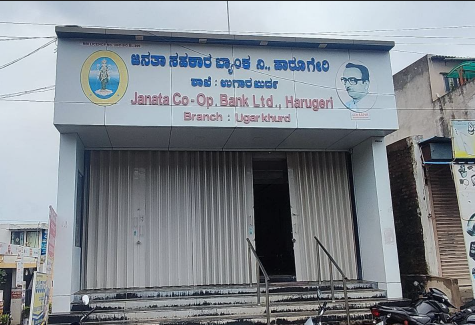 ಜನತಾ ಸಹಕಾರ ಬ್ಯಾಂಕ ನಿ., ಹಾರೂಗೇರಿ
ಶಾಖೆ : ಉಗಾರಖುರ್ದ
Janata Co-Op. Bank Ltd., Harugeri
Branch : Ugarkhurd